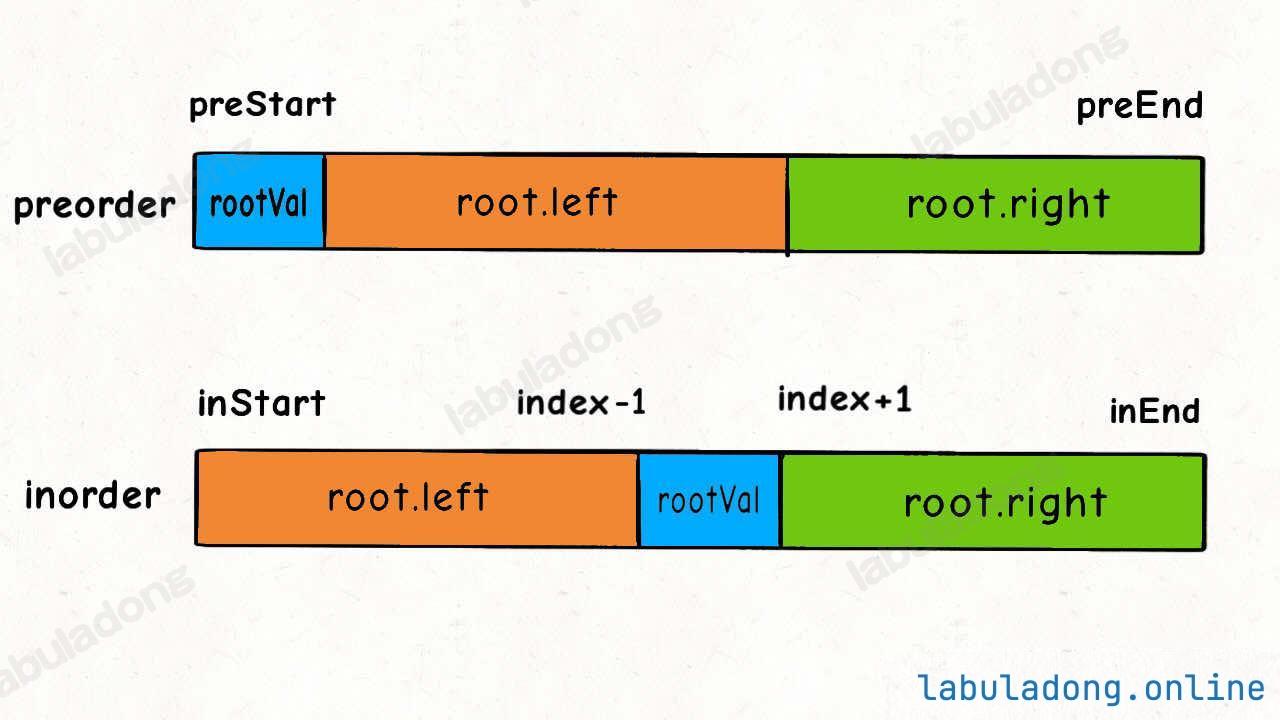 labuladong
preStart
preEnd
preorder
rootVal
root.left
root.right
labuladong
labuladong
inStart
index-1
index+1
inEnd
inorder
root.left
rootVal
root.right
labuladong
labuladong.online